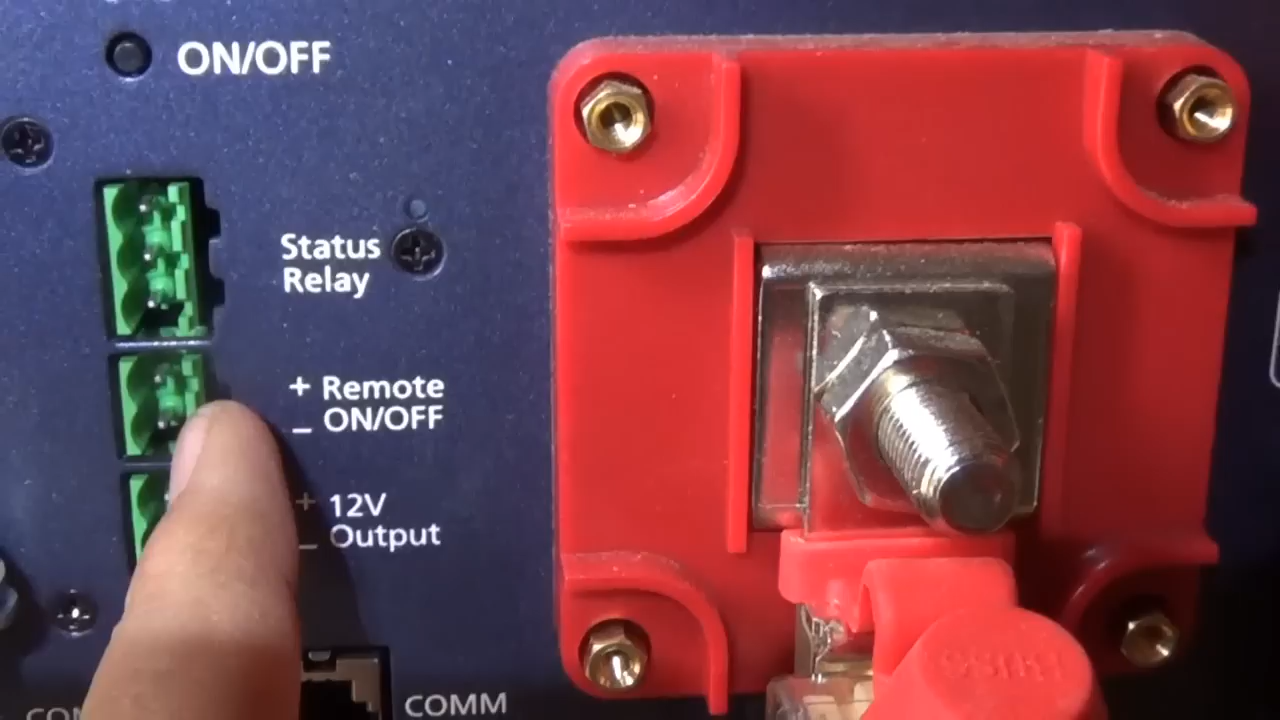 ON/OFF
Status
Relay
+ Remote
– ON/OFF
+ 12V
– Output
COMM